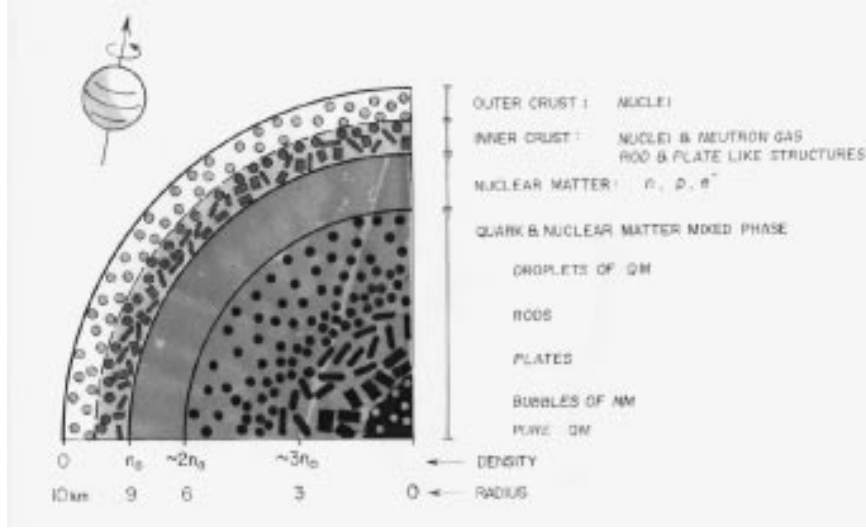 OUTER CRUST: NUCLEI
INNER CRUST: NUCLEI & NEUTRON GAS
ROD & PLATE LIKE STRUCTURES
NUCLEAR MATTER: n, p, e⁻
QUARK & NUCLEAR MATTER MIXED PHASE
DROPLETS OF QM
RODS
PLATES
BUBBLES OF NM
PURE QM
0 n₀ ~2n₀ ~3n₀ ← DENSITY
10 km 9 6 3 0 ← RADIUS